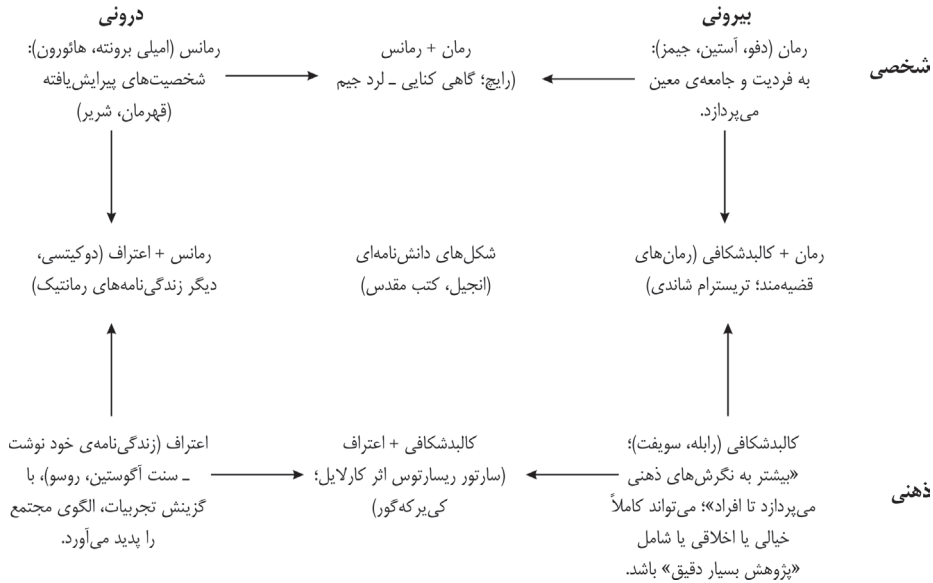 بیرونی
درونی
شخصی
رمان (دفو، آستین، جیمز):
به فردیت و جامعه‌ی معین
می‌پردازد.
رمان + رمانس
(رایج؛ گاهی کنایی ـ لرد جیم)
رمانس (امیلی برونته، هائورون):
شخصیت‌های پیرایش‌یافته
(قهرمان، شریر)
رمان + کالبدشکافی (رمان‌های
قضیه‌مند؛ تریسترام شاندی)
شکل‌های دانش‌نامه‌ای
(انجیل، کتب مقدس)
رمانس + اعتراف (دوکیتسی،
دیگر زندگی‌نامه‌های رمانتیک)
ذهنی
کالبدشکافی (رابله، سویفت)؛
«بیشتر به نگرش‌های ذهنی
می‌پردازد تا افراد»؛ می‌تواند کاملاً
خیالی یا اخلاقی یا شامل
«پژوهش بسیار دقیق» باشد.
کالبدشکافی + اعتراف
(سارتور ریسارتوس اثر کارلایل؛
کی‌یرکه‌گور)
اعتراف (زندگی‌نامه‌ی خود نوشت
ـ سنت آگوستین، روسو)، با
گزینش تجربیات، الگوی مجتمع
را پدید می‌آورد.